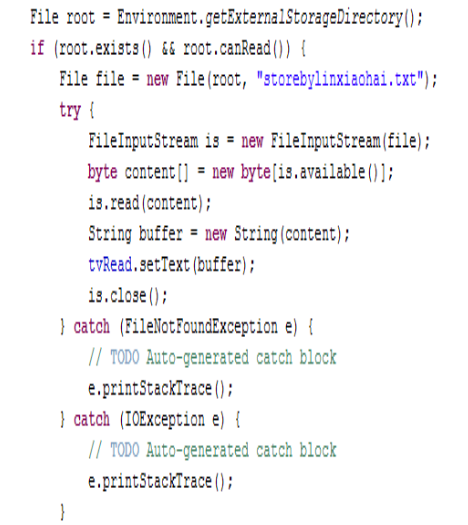 File root = Environment.getExternalStorageDirectory();
if (root.exists() && root.canRead()) {
File file = new File(root, "storebylinxiaohai.txt");
try {
FileInputStream is = new FileInputStream(file);
byte content[] = new byte[is.available()];
is.read(content);
String buffer = new String(content);
tvRead.setText(buffer);
is.close();
} catch (FileNotFoundException e) {
// TODO Auto-generated catch block
e.printStackTrace();
} catch (IOException e) {
// TODO Auto-generated catch block
e.printStackTrace();
}